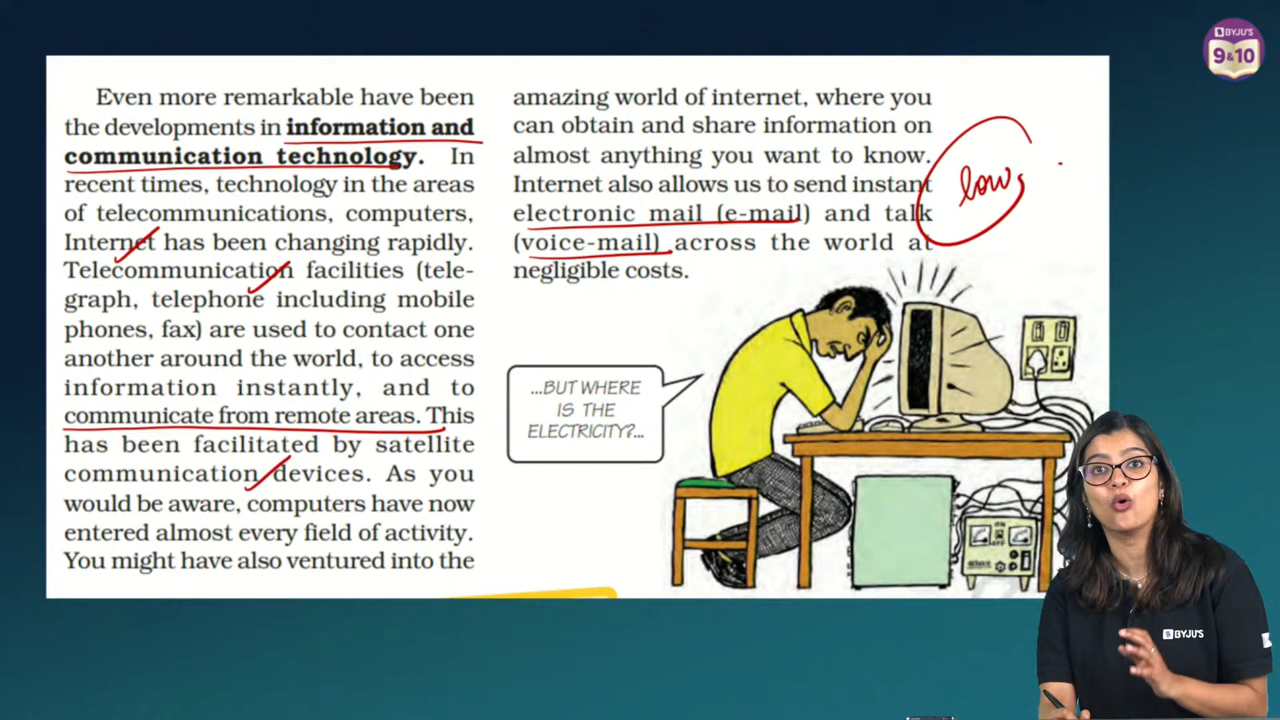 BYJU'S
9&10
Even more remarkable have been
the developments in information and
communication technology. In
recent times, technology in the areas
of telecommunications, computers,
Internet has been changing rapidly.
Telecommunication facilities (tele-
graph, telephone including mobile
phones, fax) are used to contact one
another around the world, to access
information instantly, and to
communicate from remote areas. This
has been facilitated by satellite
communication devices. As you
would be aware, computers have now
entered almost every field of activity.
You might have also ventured into the
amazing world of internet, where you
can obtain and share information on
almost anything you want to know.
Internet also allows us to send instant
electronic mail (e-mail) and talk
(voice-mail) across the world at
negligible costs.
low
...BUT WHERE
IS THE
ELECTRICITY?...
ON
OFF
BYJU'S